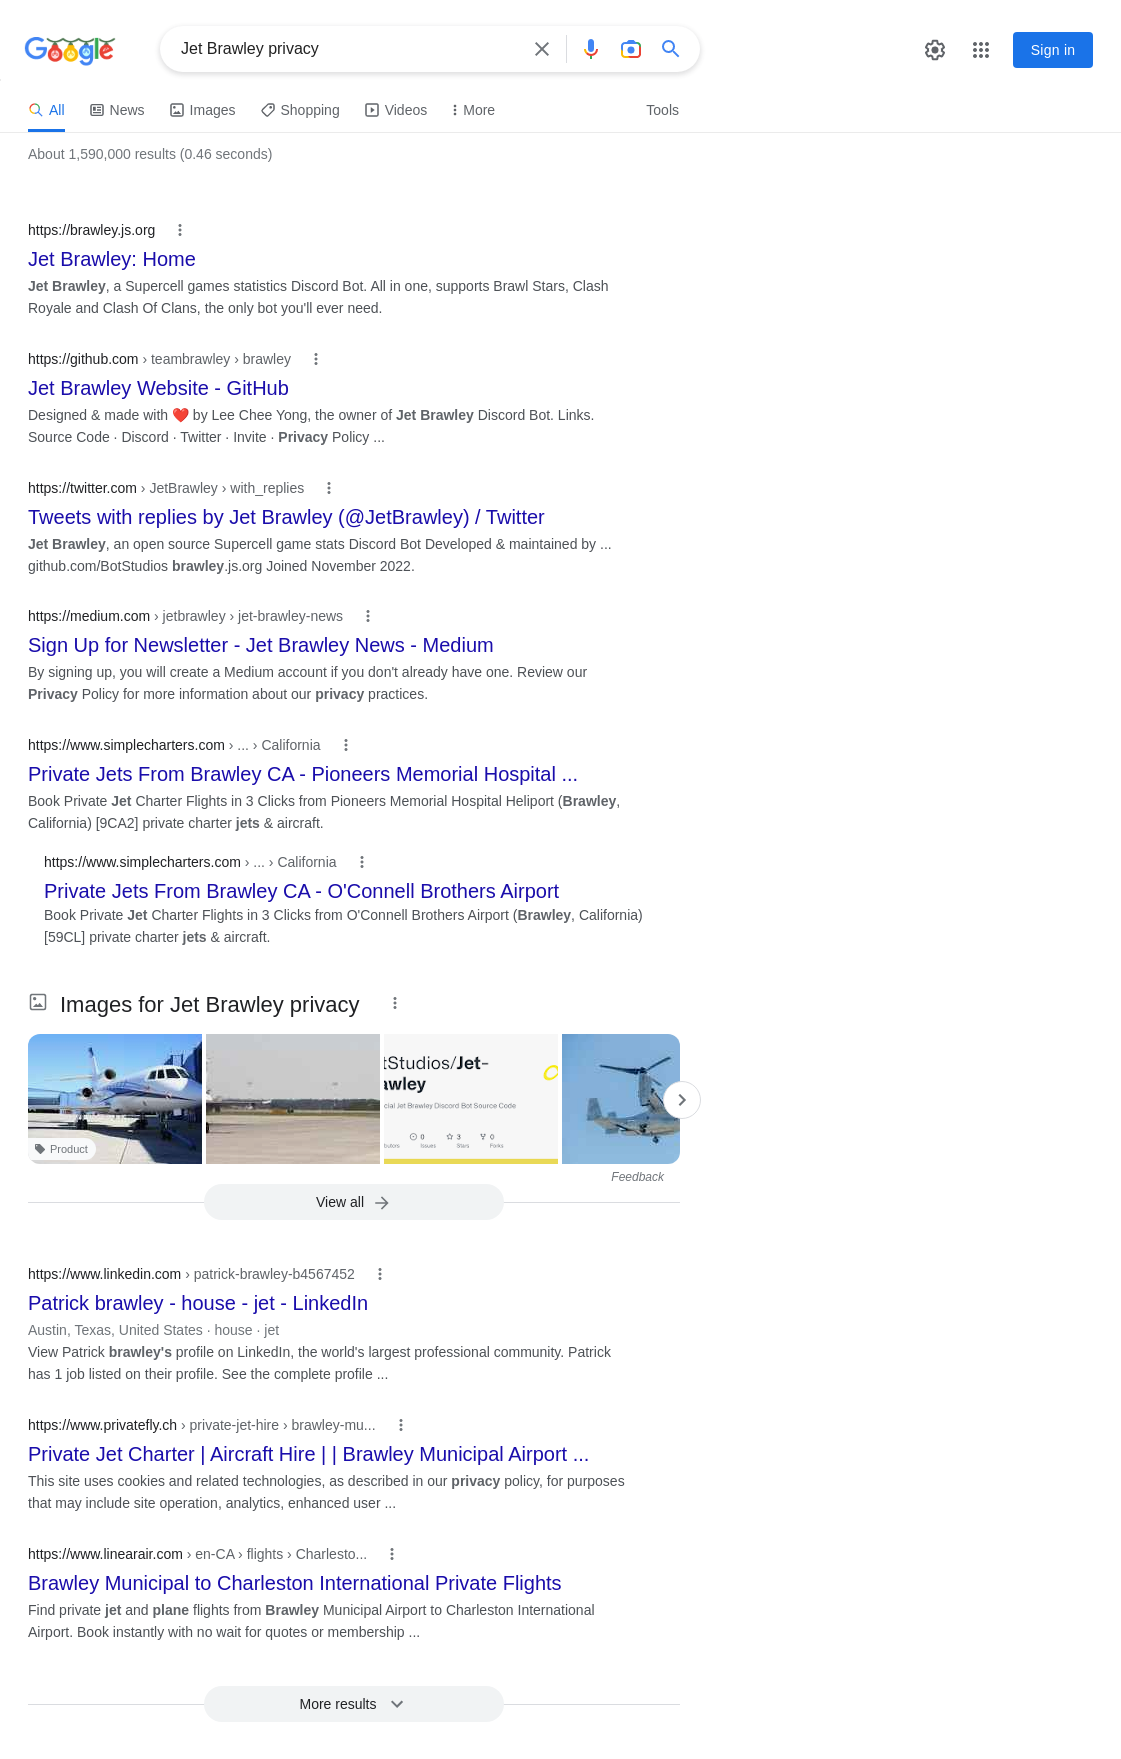 Google
Jet Brawley privacy
Sign in
All
News
Images
Shopping
Videos
More
Tools
About 1,590,000 results (0.46 seconds)
https://brawley.js.org
Jet Brawley: Home
Jet Brawley, a Supercell games statistics Discord Bot. All in one, supports Brawl Stars, Clash
Royale and Clash Of Clans, the only bot you'll ever need.
https://github.com › teambrawley › brawley
Jet Brawley Website - GitHub
Designed & made with ❤️ by Lee Chee Yong, the owner of Jet Brawley Discord Bot. Links.
Source Code · Discord · Twitter · Invite · Privacy Policy ...
https://twitter.com › JetBrawley › with_replies
Tweets with replies by Jet Brawley (@JetBrawley) / Twitter
Jet Brawley, an open source Supercell game stats Discord Bot Developed & maintained by ...
github.com/BotStudios brawley.js.org Joined November 2022.
https://medium.com › jetbrawley › jet-brawley-news
Sign Up for Newsletter - Jet Brawley News - Medium
By signing up, you will create a Medium account if you don't already have one. Review our
Privacy Policy for more information about our privacy practices.
https://www.simplecharters.com › ... › California
Private Jets From Brawley CA - Pioneers Memorial Hospital ...
Book Private Jet Charter Flights in 3 Clicks from Pioneers Memorial Hospital Heliport (Brawley,
California) [9CA2] private charter jets & aircraft.
https://www.simplecharters.com › ... › California
Private Jets From Brawley CA - O'Connell Brothers Airport
Book Private Jet Charter Flights in 3 Clicks from O'Connell Brothers Airport (Brawley, California)
[59CL] private charter jets & aircraft.
Images for Jet Brawley privacy
Product
tStudios/Jet-
awley
cial Jet Brawley Discord Bot Source Code
0
3
0
butors
Issues
Stars
Forks
Feedback
View all
https://www.linkedin.com › patrick-brawley-b4567452
Patrick brawley - house - jet - LinkedIn
Austin, Texas, United States · house · jet
View Patrick brawley's profile on LinkedIn, the world's largest professional community. Patrick
has 1 job listed on their profile. See the complete profile ...
https://www.privatefly.ch › private-jet-hire › brawley-mu...
Private Jet Charter | Aircraft Hire | | Brawley Municipal Airport ...
This site uses cookies and related technologies, as described in our privacy policy, for purposes
that may include site operation, analytics, enhanced user ...
https://www.linearair.com › en-CA › flights › Charlesto...
Brawley Municipal to Charleston International Private Flights
Find private jet and plane flights from Brawley Municipal Airport to Charleston International
Airport. Book instantly with no wait for quotes or membership ...
More results